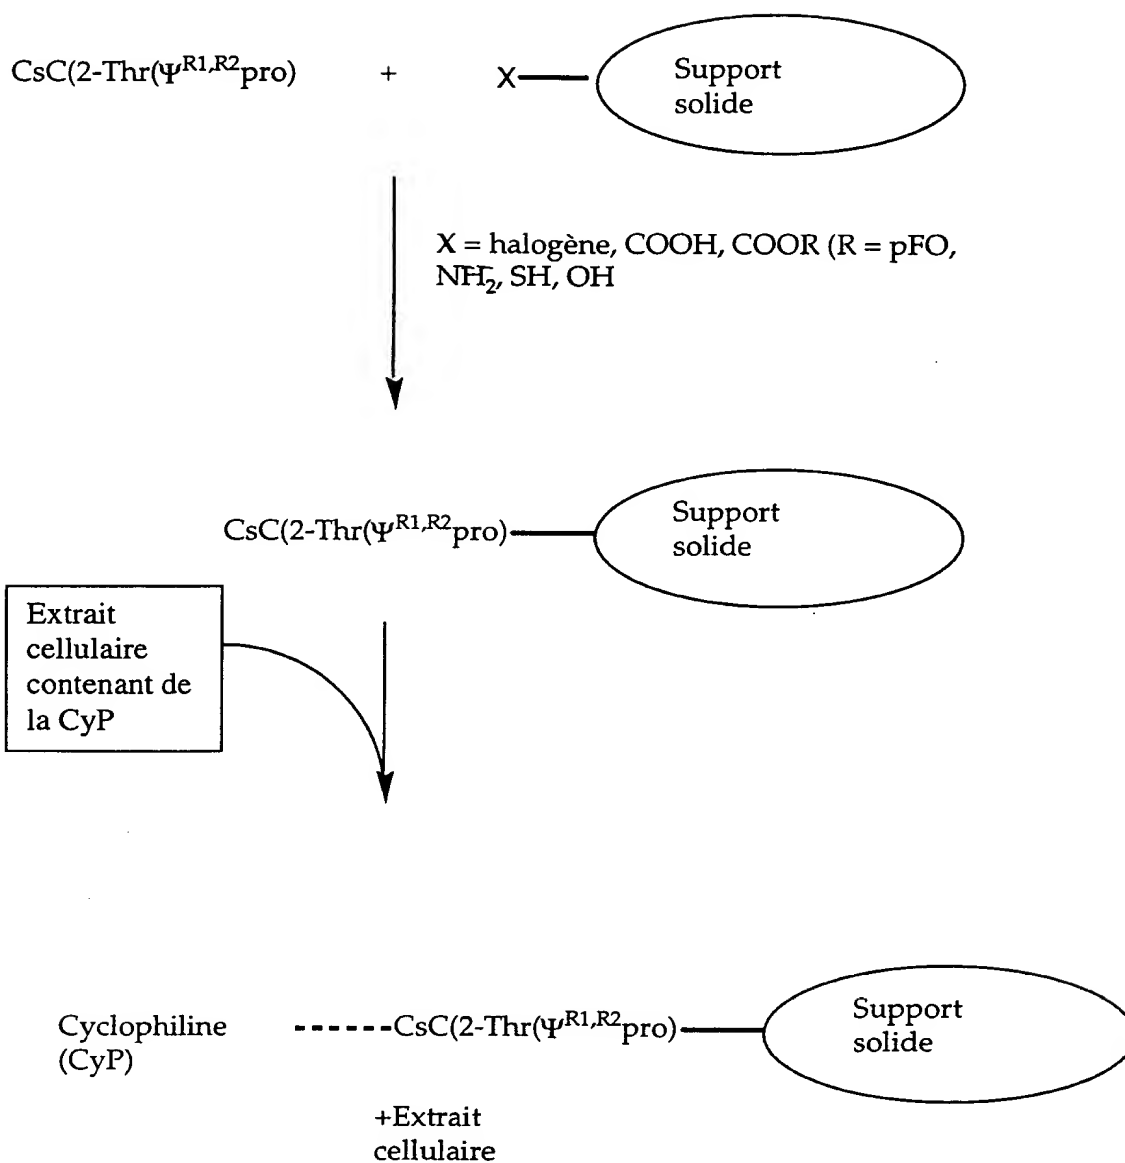 CsC(2-Thr(Ψ^R1,R2pro) + X Support
solide
X = halogène, COOH, COOR (R = pFO,
NH₂, SH, OH
CsC(2-Thr(Ψ^R1,R2pro) Support
solide
Extrait
cellulaire
contenant de
la CyP
Cyclophiline
(CyP)
CsC(2-Thr(Ψ^R1,R2pro)
Support
solide
+Extrait
cellulaire